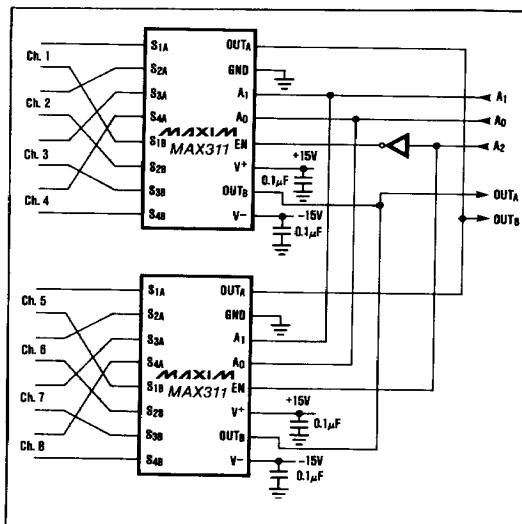 Ch. 1
Ch. 2
Ch. 3
Ch. 4
S1A
S2A
S3A
S4A
S1B
S2B
S3B
S4B
MAXIM
MAX311
OUTA
GND
A1
A0
EN
V+
OUTB
V–
+15V
0.1µF
–15V
0.1µF
A1
A0
A2
OUTA
OUTB
Ch. 5
Ch. 6
Ch. 7
Ch. 8
S1A
S2A
S3A
S4A
S1B
S2B
S3B
S4B
MAXIM
MAX311
OUTA
GND
A1
A0
EN
V+
OUTB
V–
+15V
0.1µF
–15V
0.1µF